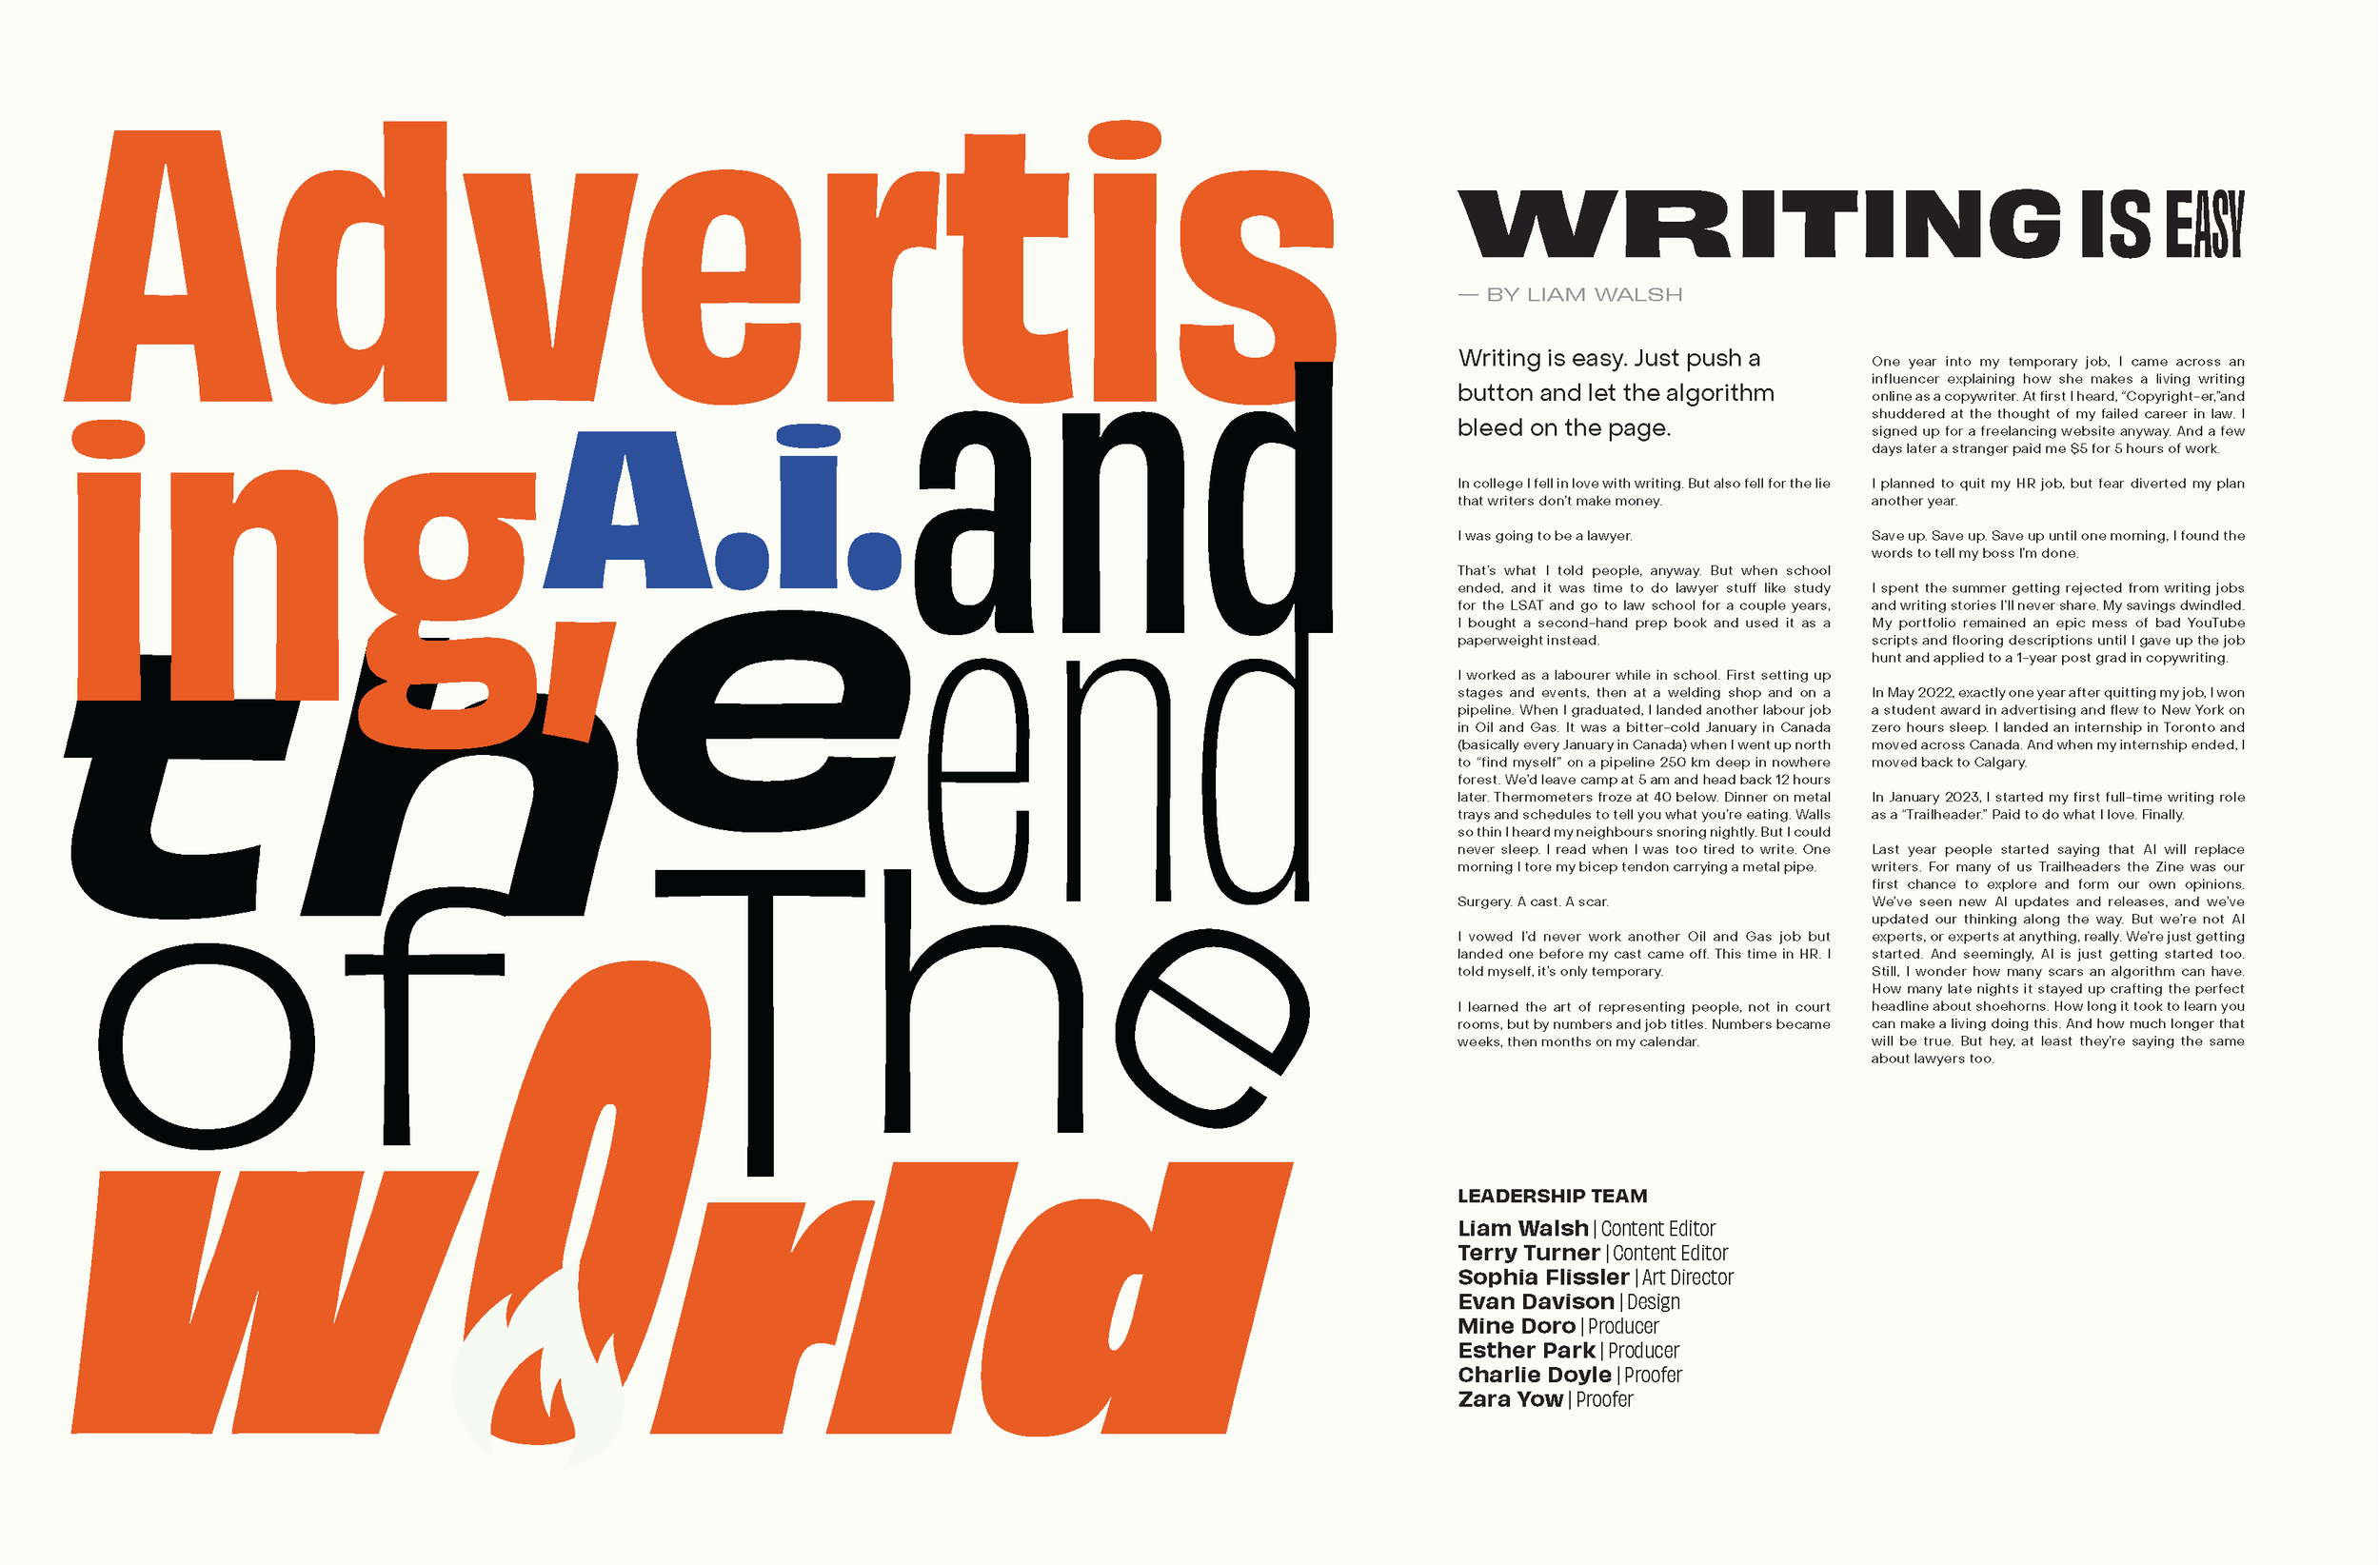 Advertis
ing, A.i. and
the end
of The
world
WRITING IS EASY
— BY LIAM WALSH
Writing is easy. Just push a
button and let the algorithm
bleed on the page.
In college I fell in love with writing. But also fell for the lie
that writers don't make money.
I was going to be a lawyer.
That's what I told people, anyway. But when school
ended, and it was time to do lawyer stuff like study
for the LSAT and go to law school for a couple years,
I bought a second-hand prep book and used it as a
paperweight instead.
I worked as a labourer while in school. First setting up
stages and events, then at a welding shop and on a
pipeline. When I graduated, I landed another labour job
in Oil and Gas. It was a bitter-cold January in Canada
(basically every January in Canada) when I went up north
to "find myself" on a pipeline 250 km deep in nowhere
forest. We'd leave camp at 5 am and head back 12 hours
later. Thermometers froze at 40 below. Dinner on metal
trays and schedules to tell you what you're eating. Walls
so thin I heard my neighbours snoring nightly. But I could
never sleep. I read when I was too tired to write. One
morning I tore my bicep tendon carrying a metal pipe.
Surgery. A cast. A scar.
I vowed I'd never work another Oil and Gas job but
landed one before my cast came off. This time in HR. I
told myself, it's only temporary.
I learned the art of representing people, not in court
rooms, but by numbers and job titles. Numbers became
weeks, then months on my calendar.
One year into my temporary job, I came across an
influencer explaining how she makes a living writing
online as a copywriter. At first I heard, "Copyright-er,"and
shuddered at the thought of my failed career in law. I
signed up for a freelancing website anyway. And a few
days later a stranger paid me $5 for 5 hours of work.
I planned to quit my HR job, but fear diverted my plan
another year.
Save up. Save up. Save up until one morning, I found the
words to tell my boss I'm done.
I spent the summer getting rejected from writing jobs
and writing stories I'll never share. My savings dwindled.
My portfolio remained an epic mess of bad YouTube
scripts and flooring descriptions until I gave up the job
hunt and applied to a 1-year post grad in copywriting.
In May 2022, exactly one year after quitting my job, I won
a student award in advertising and flew to New York on
zero hours sleep. I landed an internship in Toronto and
moved across Canada. And when my internship ended, I
moved back to Calgary.
In January 2023, I started my first full-time writing role
as a "Trailheader." Paid to do what I love. Finally.
Last year people started saying that AI will replace
writers. For many of us Trailheaders the Zine was our
first chance to explore and form our own opinions.
We've seen new AI updates and releases, and we've
updated our thinking along the way. But we're not AI
experts, or experts at anything, really. We're just getting
started. And seemingly, AI is just getting started too.
Still, I wonder how many scars an algorithm can have.
How many late nights it stayed up crafting the perfect
headline about shoehorns. How long it took to learn you
can make a living doing this. And how much longer that
will be true. But hey, at least they're saying the same
about lawyers too.
LEADERSHIP TEAM
Liam Walsh | Content Editor
Terry Turner | Content Editor
Sophia Flissler | Art Director
Evan Davison | Design
Mine Doro | Producer
Esther Park | Producer
Charlie Doyle | Proofer
Zara Yow | Proofer